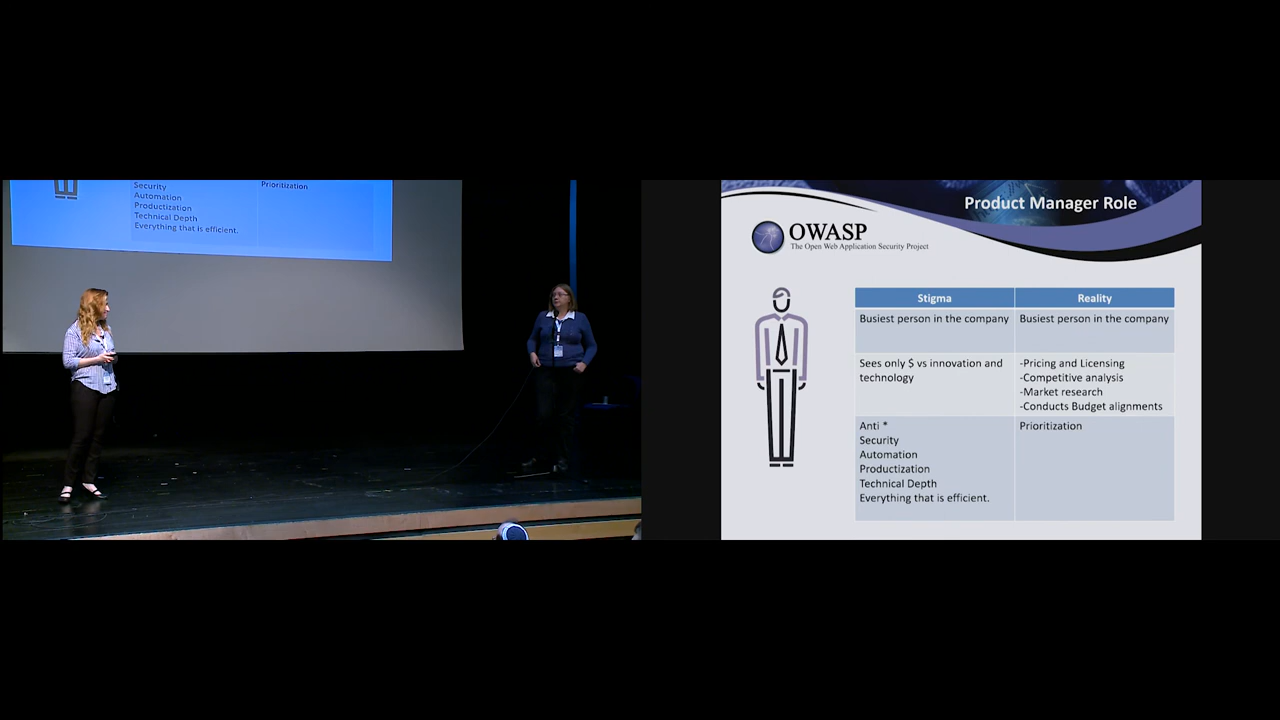 Security
Automation
Productization
Technical Depth
Everything that is efficient.
Prioritization
Product Manager Role
OWASP
The Open Web Application Security Project
Stigma
Reality
Busiest person in the company
Busiest person in the company
Sees only $ vs innovation and
technology
-Pricing and Licensing
-Competitive analysis
-Market research
-Conducts Budget alignments
Anti *
Security
Automation
Productization
Technical Depth
Everything that is efficient.
Prioritization